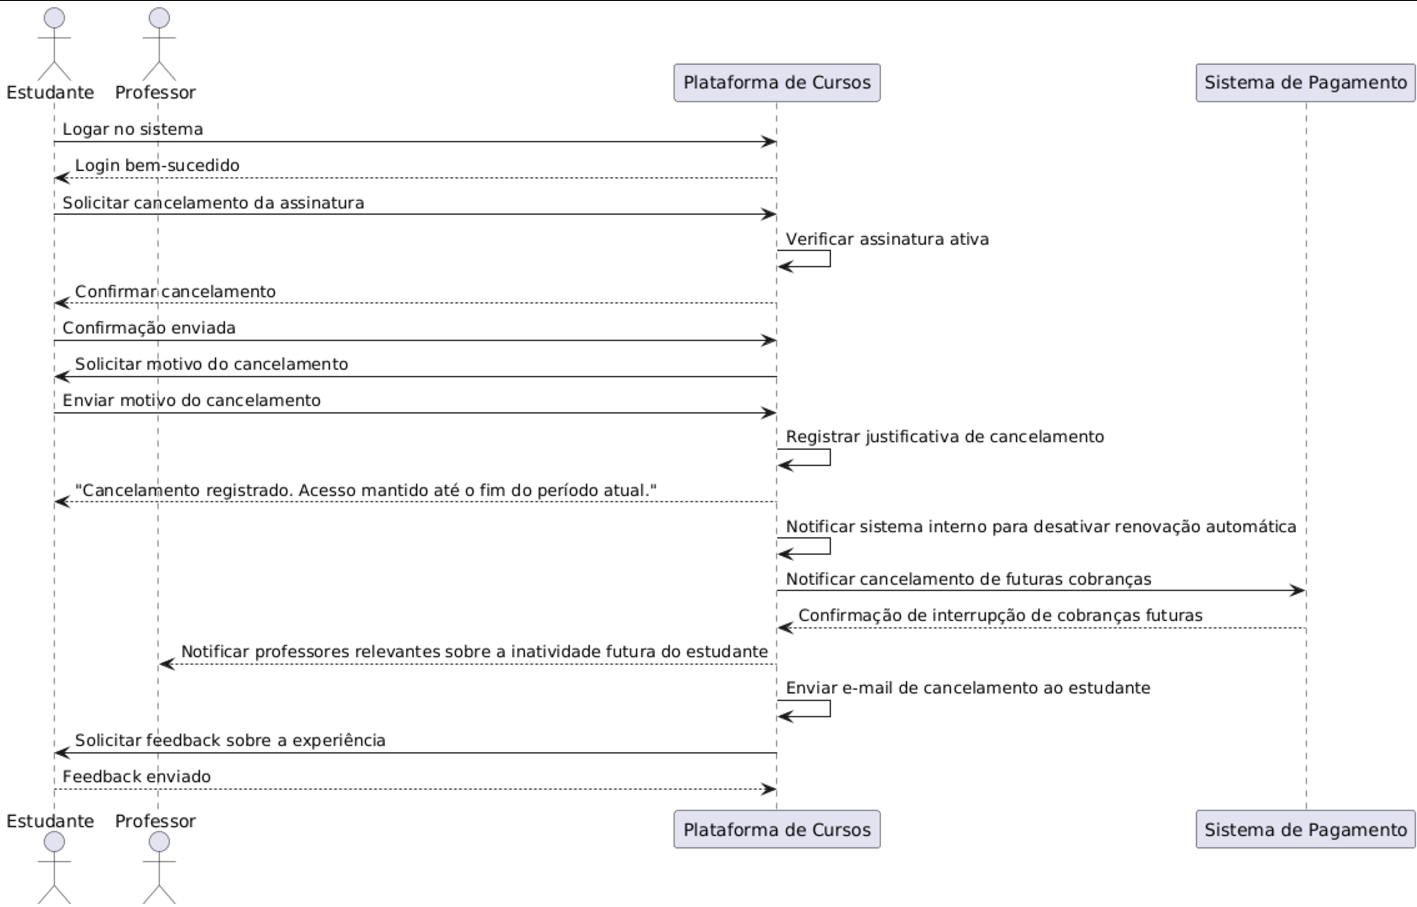 Estudante
Professor
Plataforma de Cursos
Sistema de Pagamento
Logar no sistema
Login bem-sucedido
Solicitar cancelamento da assinatura
Verificar assinatura ativa
Confirmar cancelamento
Confirmação enviada
Solicitar motivo do cancelamento
Enviar motivo do cancelamento
Registrar justificativa de cancelamento
"Cancelamento registrado. Acesso mantido até o fim do período atual."
Notificar sistema interno para desativar renovação automática
Notificar cancelamento de futuras cobranças
Confirmação de interrupção de cobranças futuras
Notificar professores relevantes sobre a inatividade futura do estudante
Enviar e-mail de cancelamento ao estudante
Solicitar feedback sobre a experiência
Feedback enviado
Estudante
Professor
Plataforma de Cursos
Sistema de Pagamento